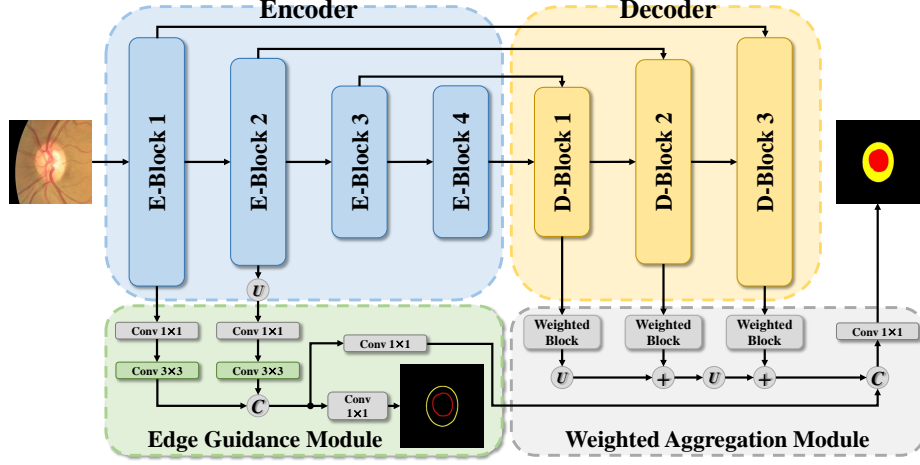 Encoder
Decoder
E-Block 1
E-Block 2
E-Block 3
E-Block 4
D-Block 1
D-Block 2
D-Block 3
U
Conv 1×1
Conv 1×1
Conv 3×3
Conv 3×3
C
Conv 1×1
Conv
1×1
Edge Guidance Module
Weighted
Block
Weighted
Block
Weighted
Block
Conv 1×1
U
+
U
+
C
Weighted Aggregation Module